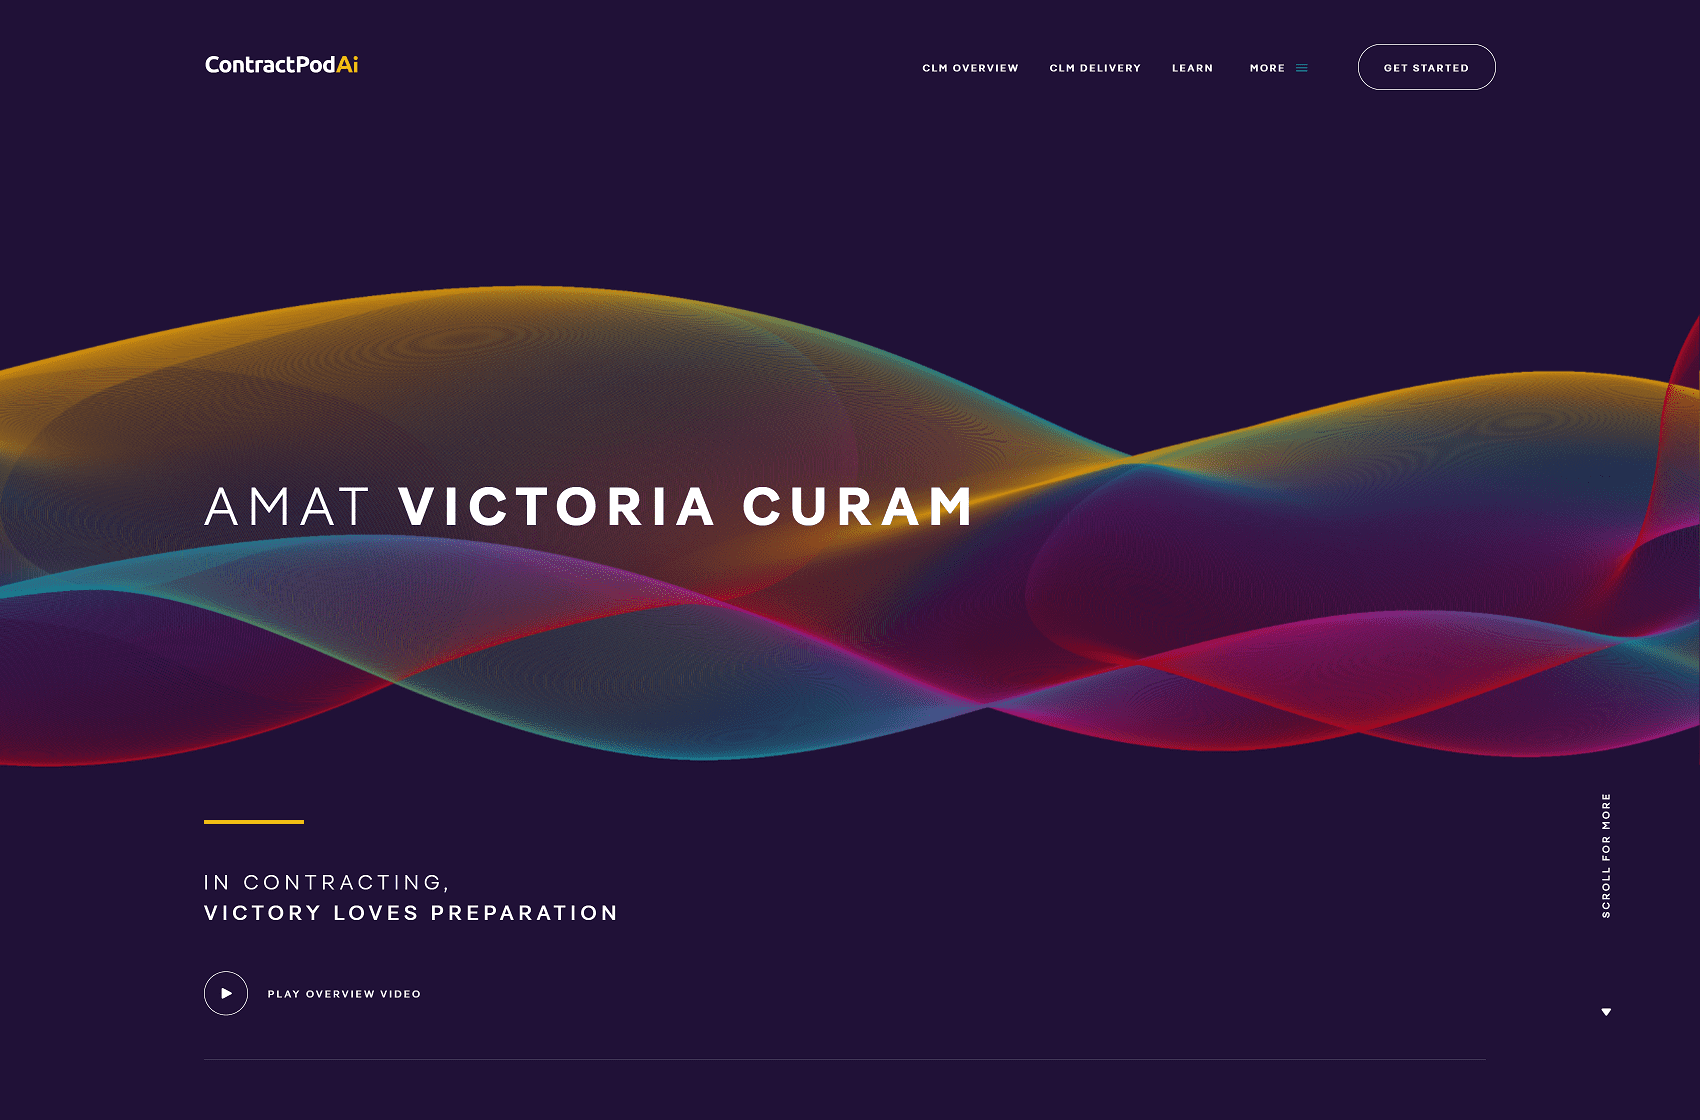 ContractPodAi
CLM OVERVIEW
CLM DELIVERY
LEARN
MORE
GET STARTED
AMAT VICTORIA CURAM
IN CONTRACTING,
VICTORY LOVES PREPARATION
PLAY OVERVIEW VIDEO
SCROLL FOR MORE